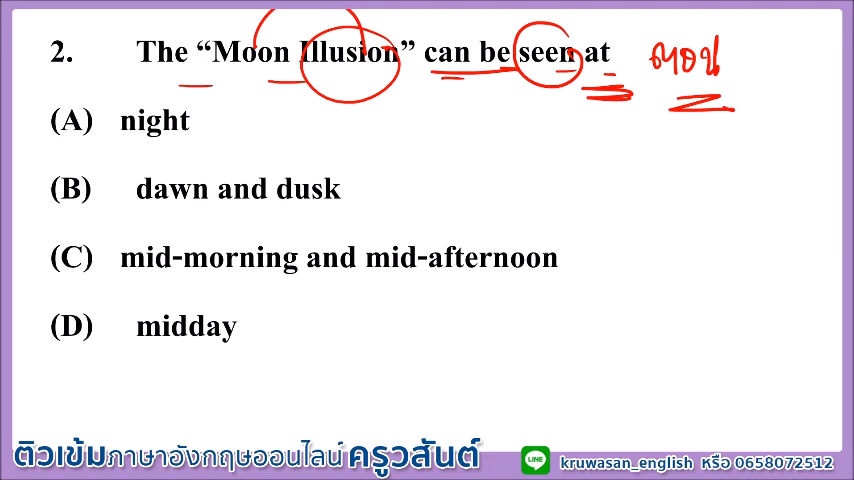 2. The “Moon Illusion” can be seen at ตอน
(A) night
(B) dawn and dusk
(C) mid-morning and mid-afternoon
(D) midday
ติวเข้มภาษาอังกฤษออนไลน์ ครูวสันต์
LINE kruwasan_english หรือ 0658072512